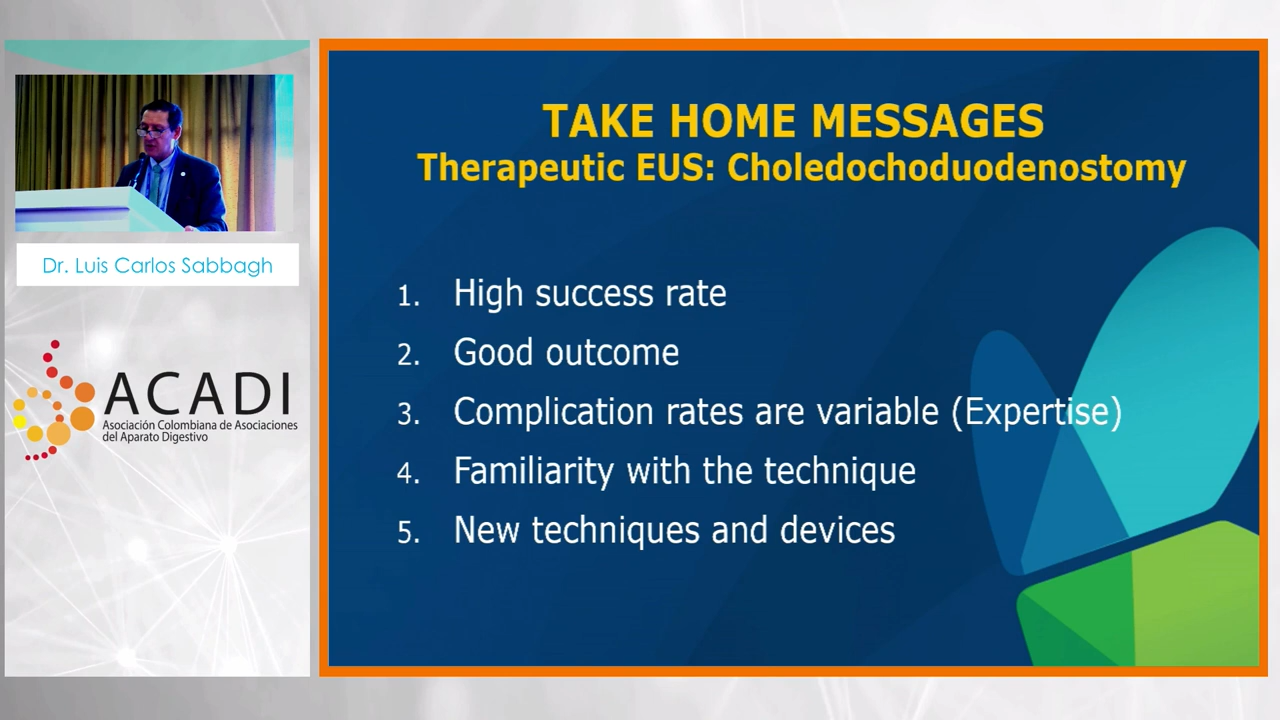 Dr. Luis Carlos Sabbagh
ACADI
Asociación Colombiana de Asociaciones
del Aparato Digestivo
TAKE HOME MESSAGES
Therapeutic EUS: Choledochoduodenostomy
1. High success rate
2. Good outcome
3. Complication rates are variable (Expertise)
4. Familiarity with the technique
5. New techniques and devices